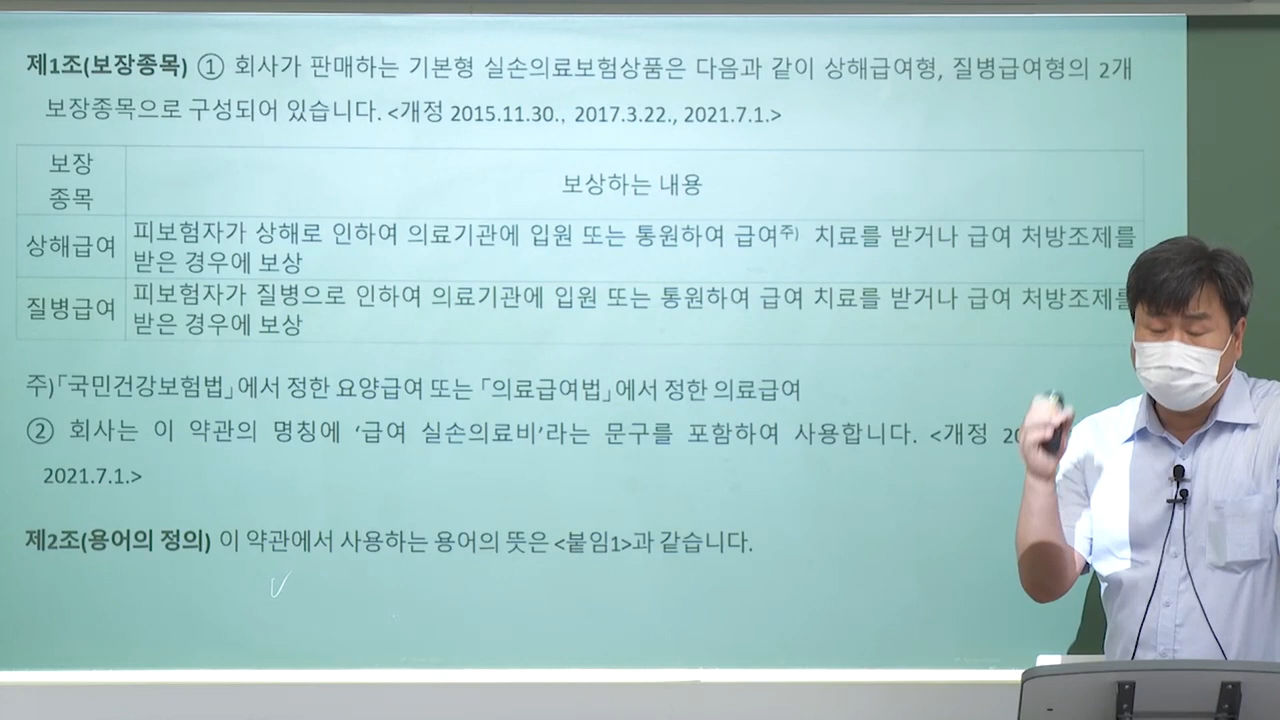 제1조(보장종목) ① 회사가 판매하는 기본형 실손의료보험상품은 다음과 같이 상해급여형, 질병급여형의 2개
보장종목으로 구성되어 있습니다. <개정 2015.11.30., 2017.3.22., 2021.7.1.>
보장
종목
보상하는 내용
상해급여
피보험자가 상해로 인하여 의료기관에 입원 또는 통원하여 급여주) 치료를 받거나 급여 처방조제를
받은 경우에 보상
질병급여
피보험자가 질병으로 인하여 의료기관에 입원 또는 통원하여 급여 치료를 받거나 급여 처방조제를
받은 경우에 보상
주)「국민건강보험법」에서 정한 요양급여 또는 「의료급여법」에서 정한 의료급여
② 회사는 이 약관의 명칭에 ‘급여 실손의료비’라는 문구를 포함하여 사용합니다. <개정
2021.7.1.>
제2조(용어의 정의) 이 약관에서 사용하는 용어의 뜻은 <붙임1>과 같습니다.